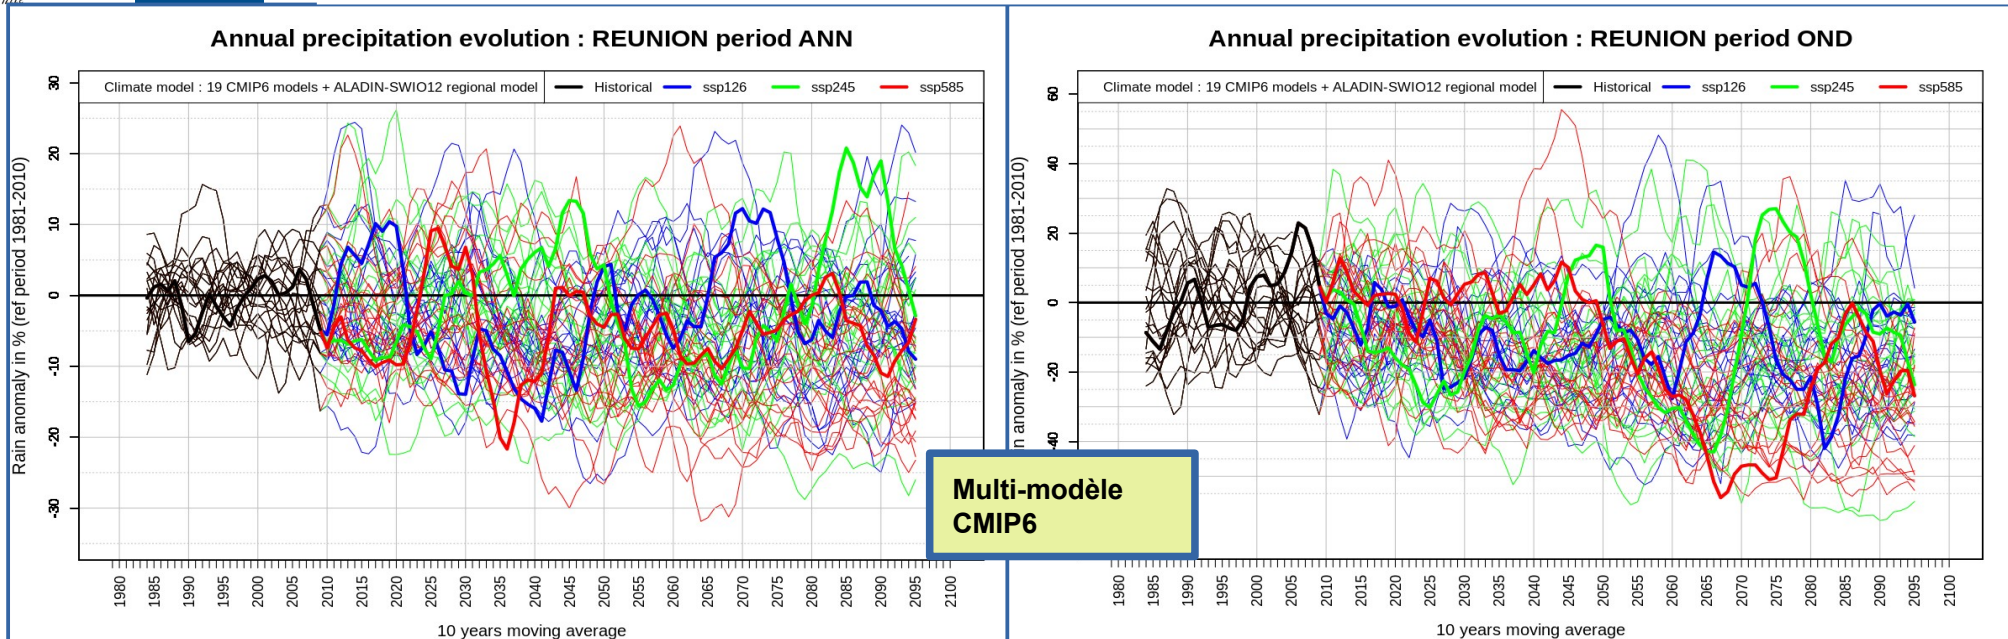 Annual precipitation evolution : REUNION period ANN
Climate model : 19 CMIP6 models + ALADIN-SWIO12 regional model Historical ssp126 ssp245 ssp585
Rain anomaly in % (ref period 1981-2010)
30
20
10
0
-10
-20
-30
1980 1985 1990 1995 2000 2005 2010 2015 2020 2025 2030 2035 2040 2045 2050 2055 2060 2065 2070 2075 2080 2085 2090 2095 2100
10 years moving average
Annual precipitation evolution : REUNION period OND
Climate model : 19 CMIP6 models + ALADIN-SWIO12 regional model Historical ssp126 ssp245 ssp585
anomaly in % (ref period 1981-2010)
60
40
20
0
-20
-40
1980 1985 1990 1995 2000 2005 2010 2015 2020 2025 2030 2035 2040 2045 2050 2055 2060 2065 2070 2075 2080 2085 2090 2095 2100
10 years moving average
Multi-modèle
CMIP6